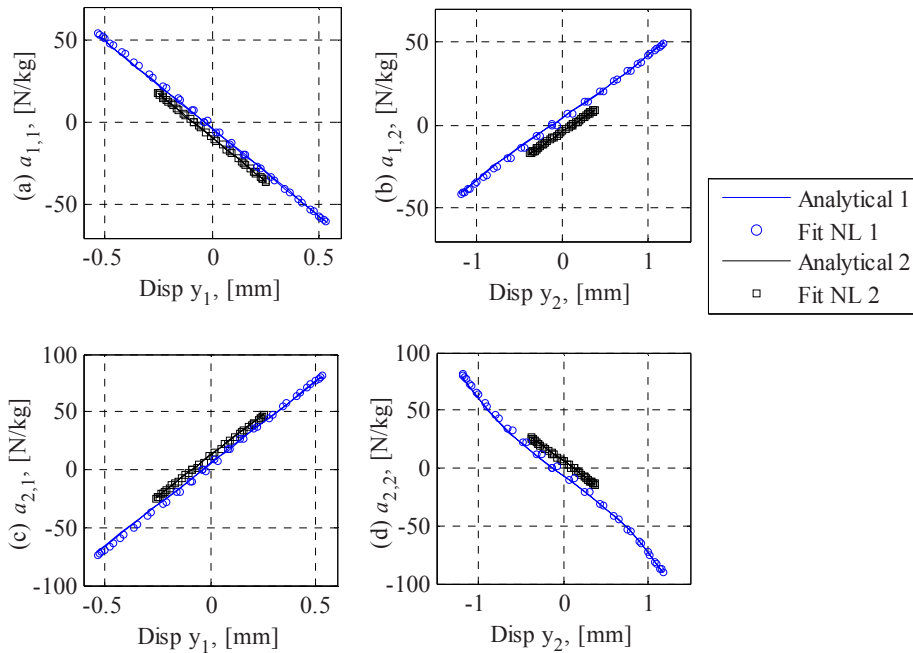 50
0
-50
-0.5
0
0.5
(a) a1,1, [N/kg]
Disp y1, [mm]
50
0
-50
-1
0
1
(b) a1,2, [N/kg]
Disp y2, [mm]
Analytical 1
Fit NL 1
Analytical 2
Fit NL 2
100
50
0
-50
-100
-0.5
0
0.5
(c) a2,1, [N/kg]
Disp y1, [mm]
100
50
0
-50
-100
-1
0
1
(d) a2,2, [N/kg]
Disp y2, [mm]